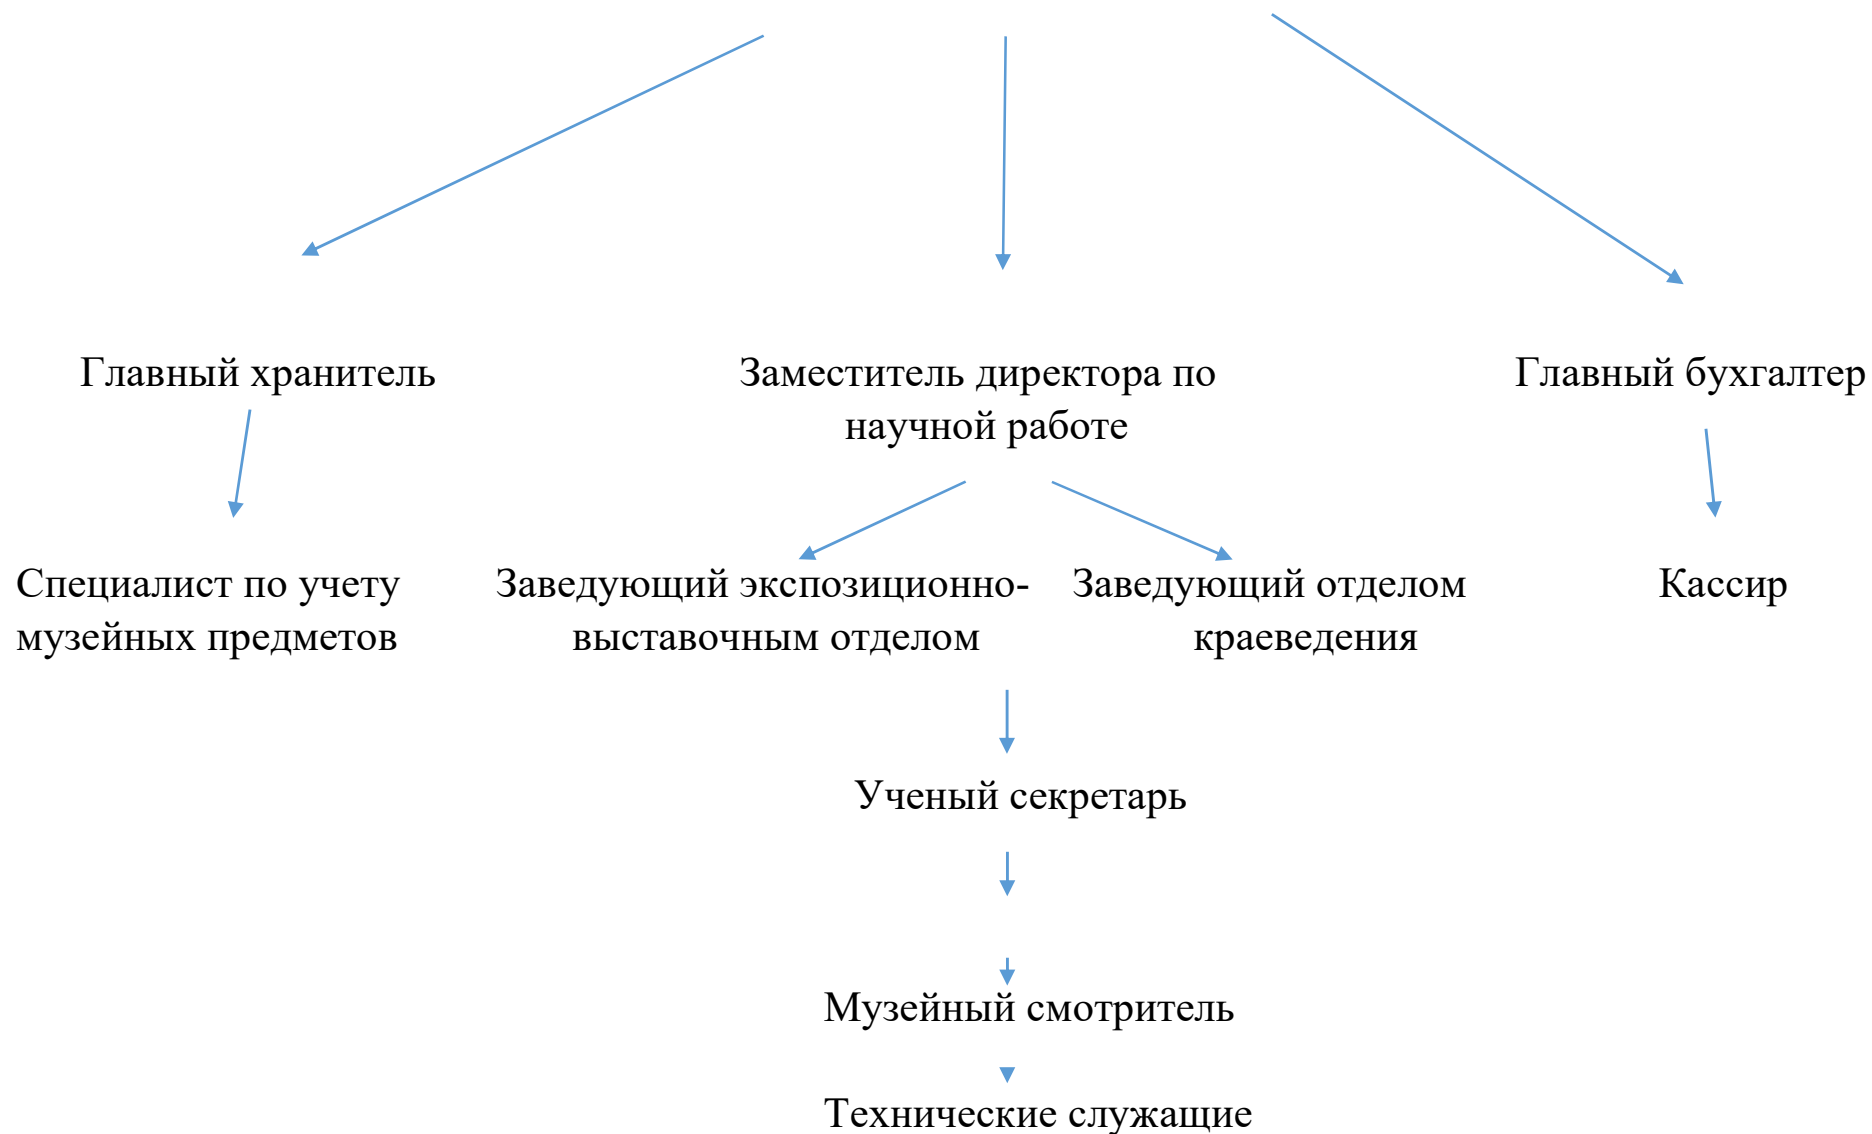 Главный хранитель
Заместитель директора по
научной работе
Главный бухгалтер
Специалист по учету
музейных предметов
Заведующий экспозиционно-
выставочным отделом
Заведующий отделом
краеведения
Кассир
Ученый секретарь
Музейный смотритель
Технические служащие